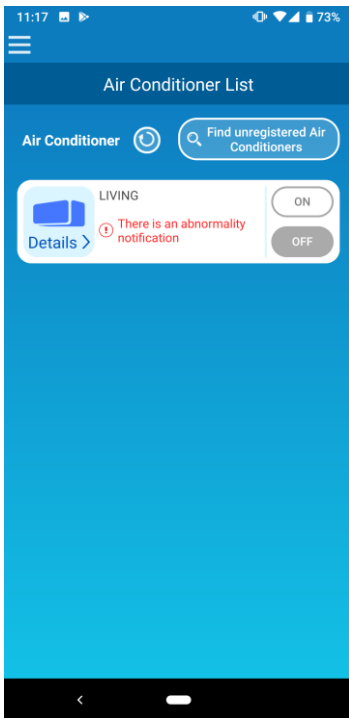 11:17 73%
Air Conditioner List
Air Conditioner
Find unregistered Air
Conditioners
LIVING
There is an abnormality
notification
Details >
ON
OFF